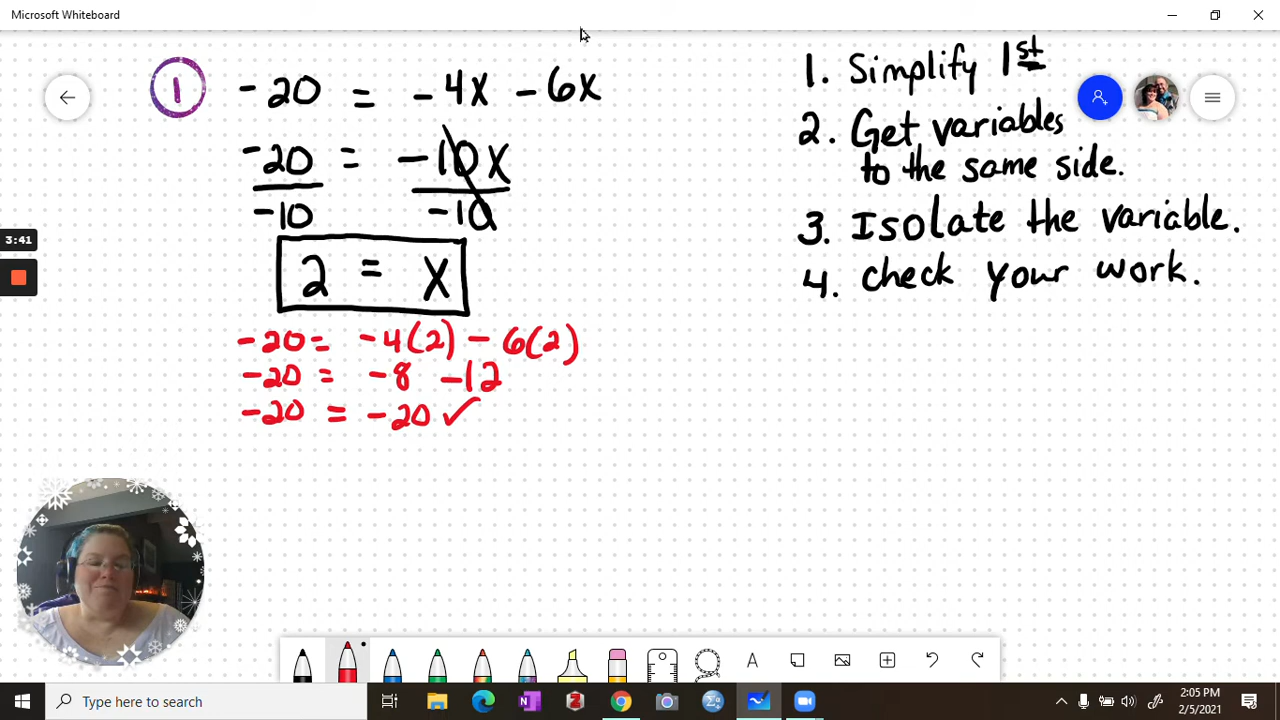 Microsoft Whiteboard
1 -20 = -4x - 6x
-20 = -10x
-10 -10
2 = x
-20 = -4(2) - 6(2)
-20 = -8 -12
-20 = -20 ✓
1. Simplify 1st
2. Get variables
to the same side.
3. Isolate the variable.
4. check your work.
3:41
Type here to search
2:05 PM
2/5/2021